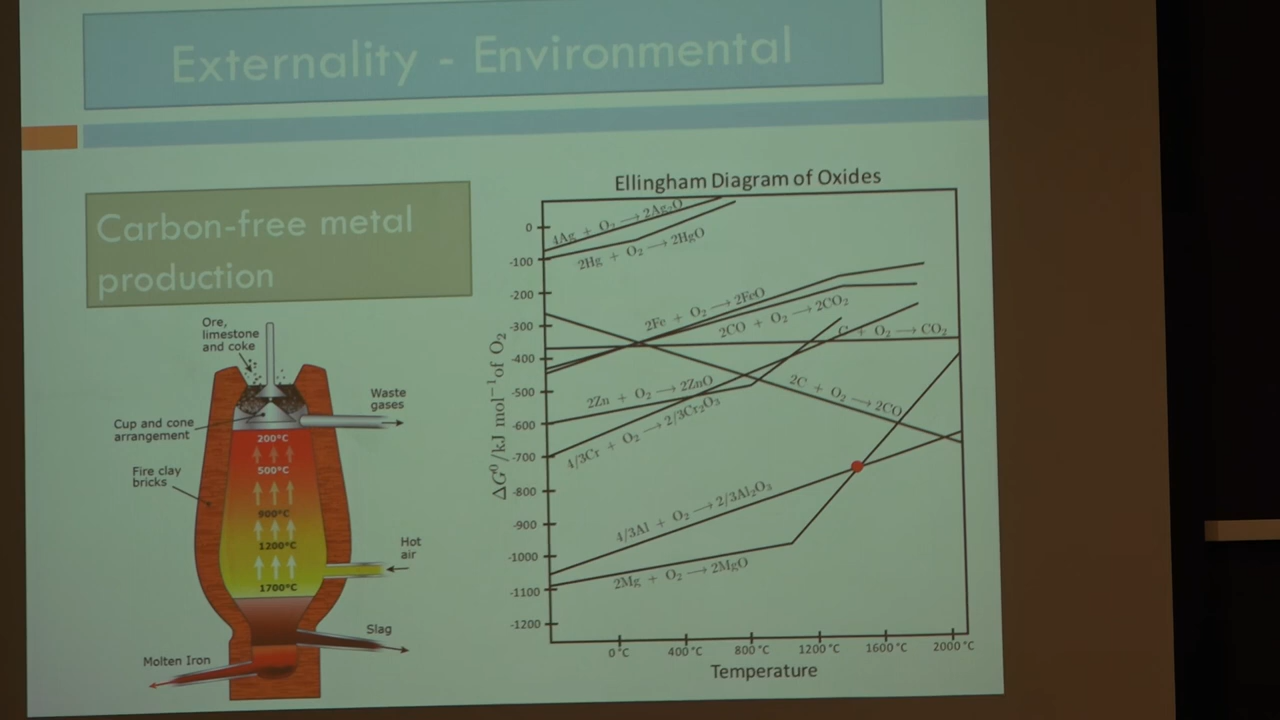 Externality - Environmental
Carbon-free metal
production
Ore,
limestone
and coke
Waste
gases
Cup and cone
arrangement
200°C
Fire clay
bricks
500°C
900°C
Hot
air
1200°C
1700°C
Slag
Molten Iron
Ellingham Diagram of Oxides
0
-100
-200
-300
-400
-500
-600
-700
-800
-900
-1000
-1100
-1200
ΔG⁰/kJ mol⁻¹of O₂
4Ag + O₂ → 2Ag₂O
2Hg + O₂ → 2HgO
2Fe + O₂ → 2FeO
2CO + O₂ → 2CO₂
C + O₂ → CO₂
2Zn + O₂ → 2ZnO
2C + O₂ → 2CO
4/3Cr + O₂ → 2/3Cr₂O₃
4/3Al + O₂ → 2/3Al₂O₃
2Mg + O₂ → 2MgO
0°C
400°C
800°C
1200°C
1600°C
2000°C
Temperature